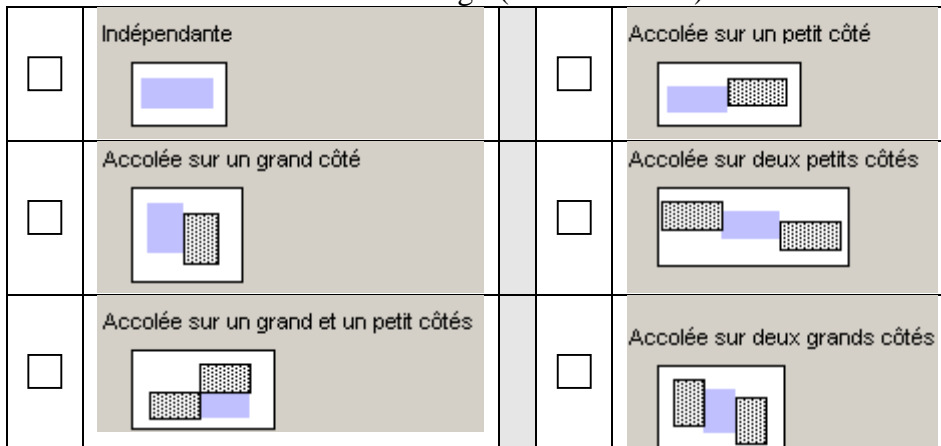 Indépendante
Accolée sur un petit côté
Accolée sur un grand côté
Accolée sur deux petits côtés
Accolée sur un grand et un petit côtés
Accolée sur deux grands côtés